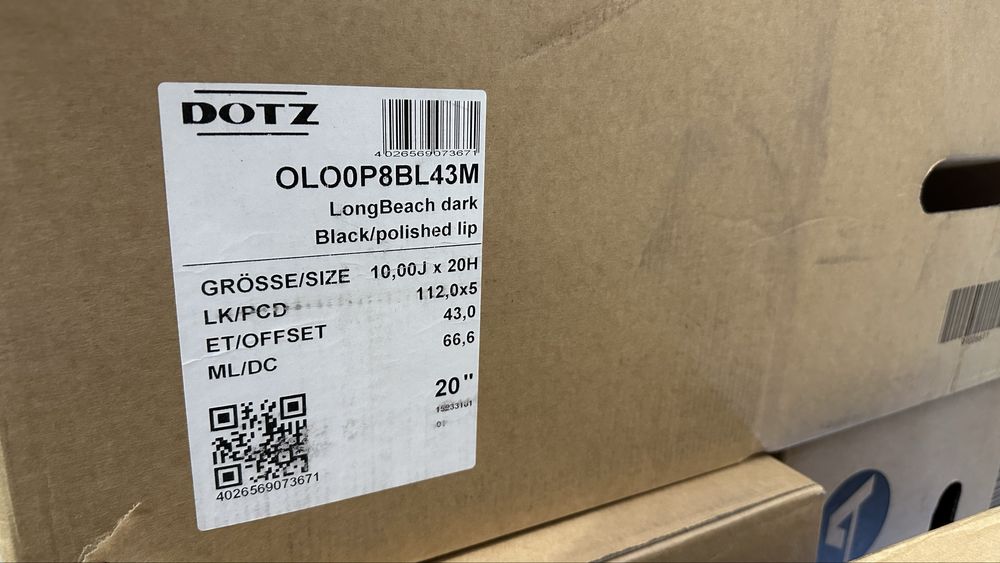 DOTZ
4026569073671
OLO0P8BL43M
LongBeach dark
Black/polished lip
GRÖSSE/SIZE 10,00J x 20H
LK/PCD 112,0x5
ET/OFFSET 43,0
ML/DC 66,6
20"
4026569073671